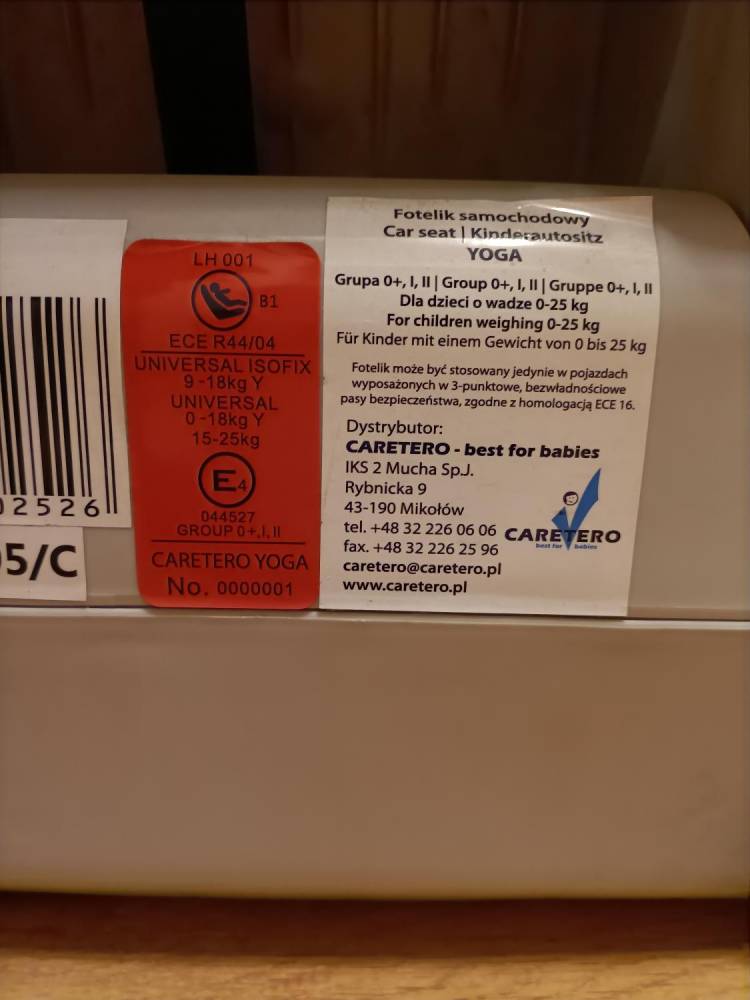 02526
05/C
LH 001
B1
ECE R44/04
UNIVERSAL ISOFIX
9-18kg Y
UNIVERSAL
0-18kg Y
15-25kg
E4
044527
GROUP 0+,I,II
CARETERO YOGA
No. 0000001
Fotelik samochodowy
Car seat | Kinderautositz
YOGA
Grupa 0+, I, II | Group 0+, I, II | Gruppe 0+, I, II
Dla dzieci o wadze 0-25 kg
For children weighing 0-25 kg
Für Kinder mit einem Gewicht von 0 bis 25 kg
Fotelik może być stosowany jedynie w pojazdach
wyposażonych w 3-punktowe, bezwładnościowe
pasy bezpieczeństwa, zgodne z homologacją ECE 16.
Dystrybutor:
CARETERO - best for babies
IKS 2 Mucha Sp.J.
Rybnicka 9
43-190 Mikołów
tel. +48 32 226 06 06
fax. +48 32 226 25 96
caretero@caretero.pl
www.caretero.pl
CARETERO
best for babies